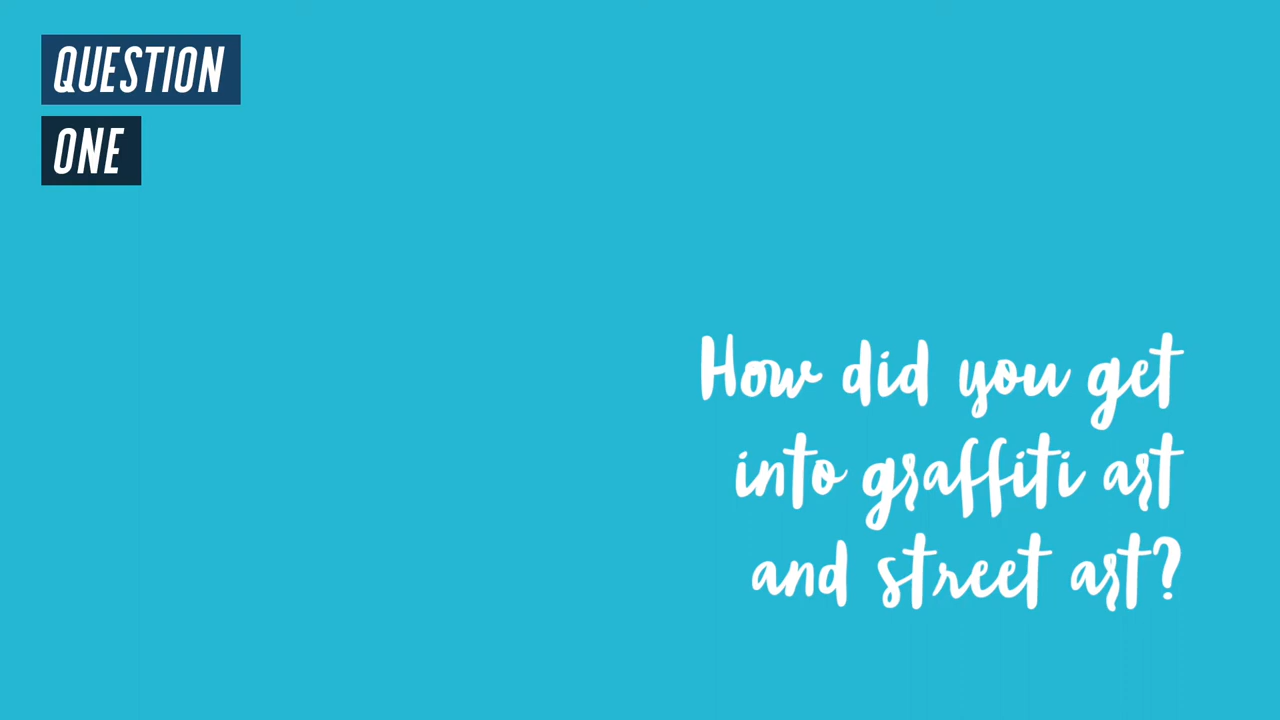 QUESTION
ONE
How did you get
into graffiti art
and street art?